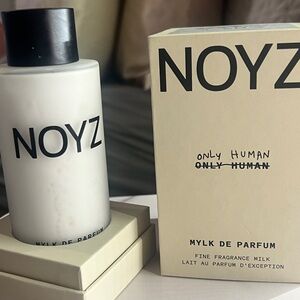 NOYZ
MYLK DE PARFUM
NOYZ
ONLY HUMAN
ONLY HUMAN
MYLK DE PARFUM
FINE FRAGRANCE MILK
LAIT AU PARFUM D'EXCEPTION